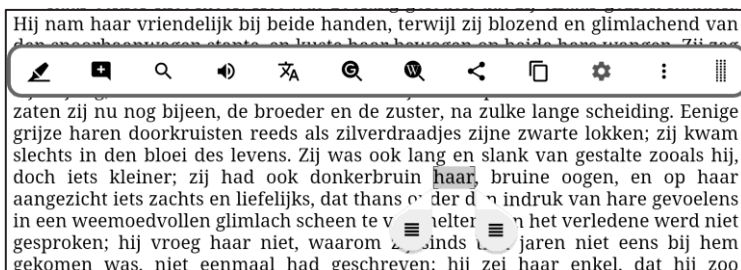 Hij nam haar vriendelijk bij beide handen, terwijl zij blozend en glimlachend van
zaten zij nu nog bijeen, de broeder en de zuster, na zulke lange scheiding. Eenige
grijze haren doorkruisten reeds als zilverdraadjes zijne zwarte lokken; zij kwam
slechts in den bloei des levens. Zij was ook lang en slank van gestalte zooals hij,
doch iets kleiner; zij had ook donkerbruin haar, bruine oogen, en op haar
aangezicht iets zachts en liefelijks, dat thans onder den indruk van hare gevoelens
in een weemoedvollen glimlach scheen te versmelten. Van het verledene werd niet
gesproken; hij vroeg haar niet, waarom zij sinds jaren niet eens bij hem
gekomen was, niet eenmaal had geschreven; hij zei haar enkel, dat hij zoo